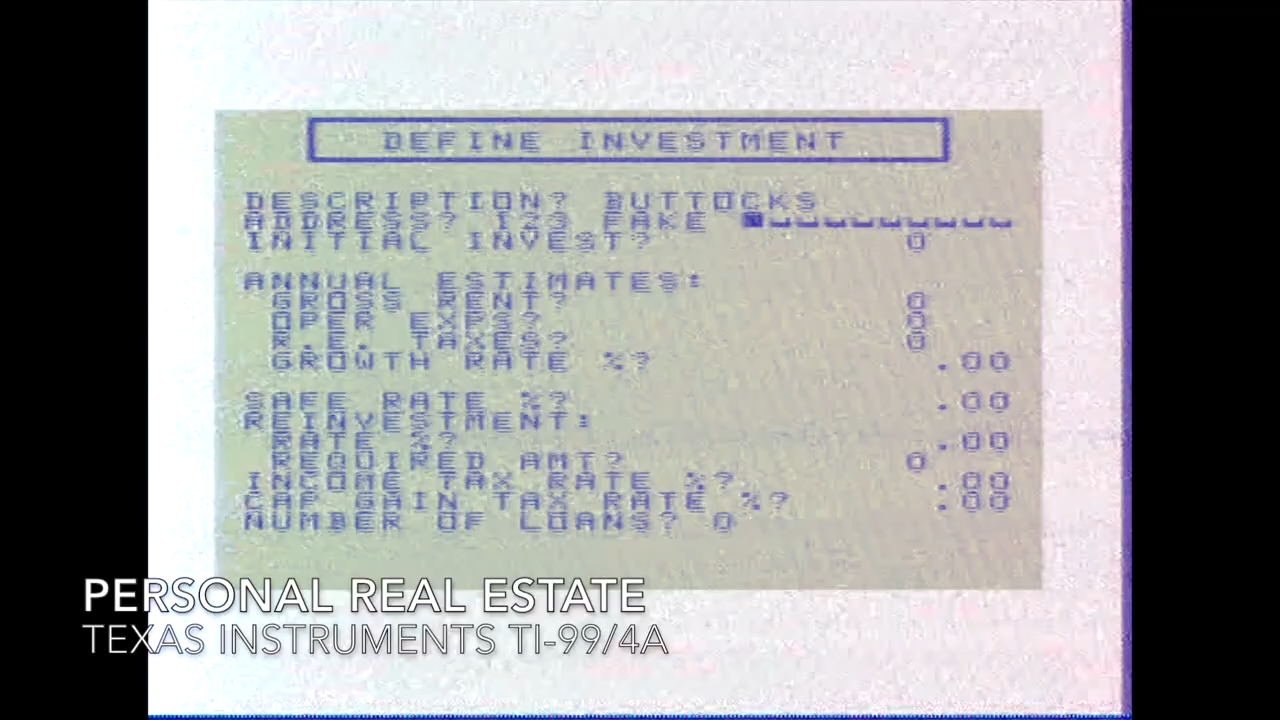 DEFINE INVESTMENT
DESCRIPTION? BUTTOCKS
ADDRESS? 123 FAKE
INITIAL INVEST? 0
ANNUAL ESTIMATES:
GROSS RENT? 0
OPER. EXPS? 0
R.E. TAXES? 0
GROWTH RATE %? .00
SAFE RATE %? .00
REINVESTMENT:
RATE %? .00
REQUIRED AMT? 0
INCOME TAX RATE %? .00
CAP.GAIN TAX RATE %? .00
NUMBER OF LOANS? 0
PERSONAL REAL ESTATE
TEXAS INSTRUMENTS TI-99/4A